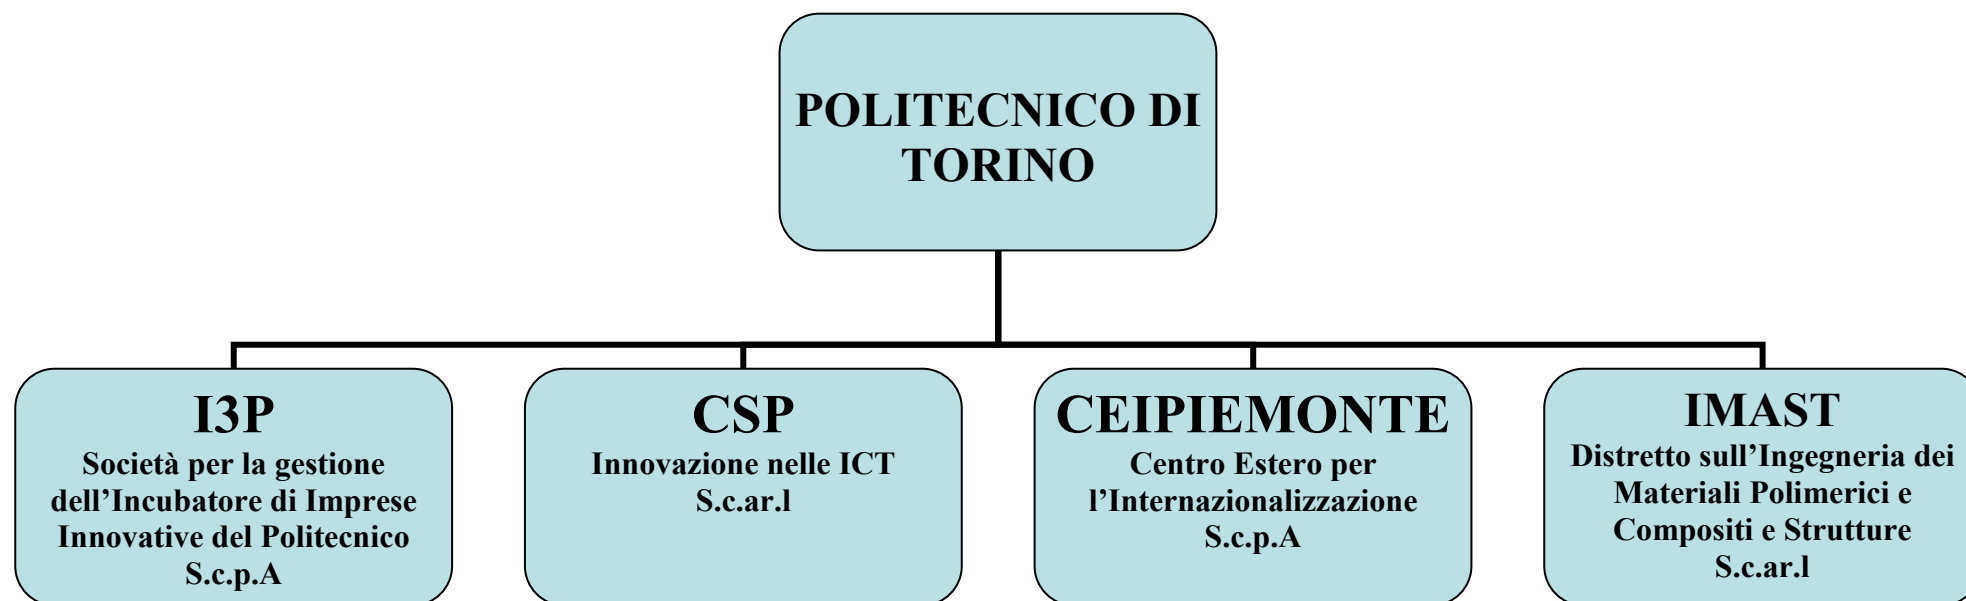 POLITECNICO DI
TORINO
I3P
Società per la gestione
dell’Incubatore di Imprese
Innovative del Politecnico
S.c.p.A
CSP
Innovazione nelle ICT
S.c.ar.l
CEIPIEMONTE
Centro Estero per
l’Internazionalizzazione
S.c.p.A
IMAST
Distretto sull’Ingegneria dei
Materiali Polimerici e
Compositi e Strutture
S.c.ar.l